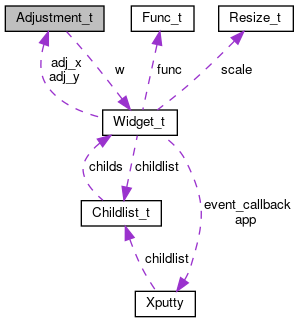 Adjustment_t
Func_t
Resize_t
adj_x
adj_y
w
func
scale
Widget_t
childs
childlist
Childlist_t
event_callback
app
childlist
Xputty